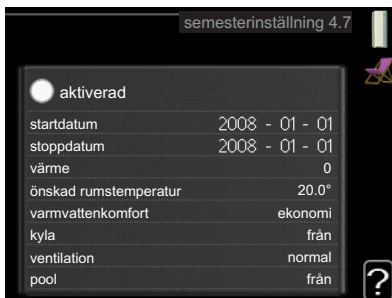 semesterinställning 4.7
aktiverad
startdatum 2008 - 01 - 01
stoppdatum 2008 - 01 - 01
värme 0
önskad rumstemperatur 20.0°
varmvattenkomfort ekonomi
kyla från
ventilation normal
pool från
?